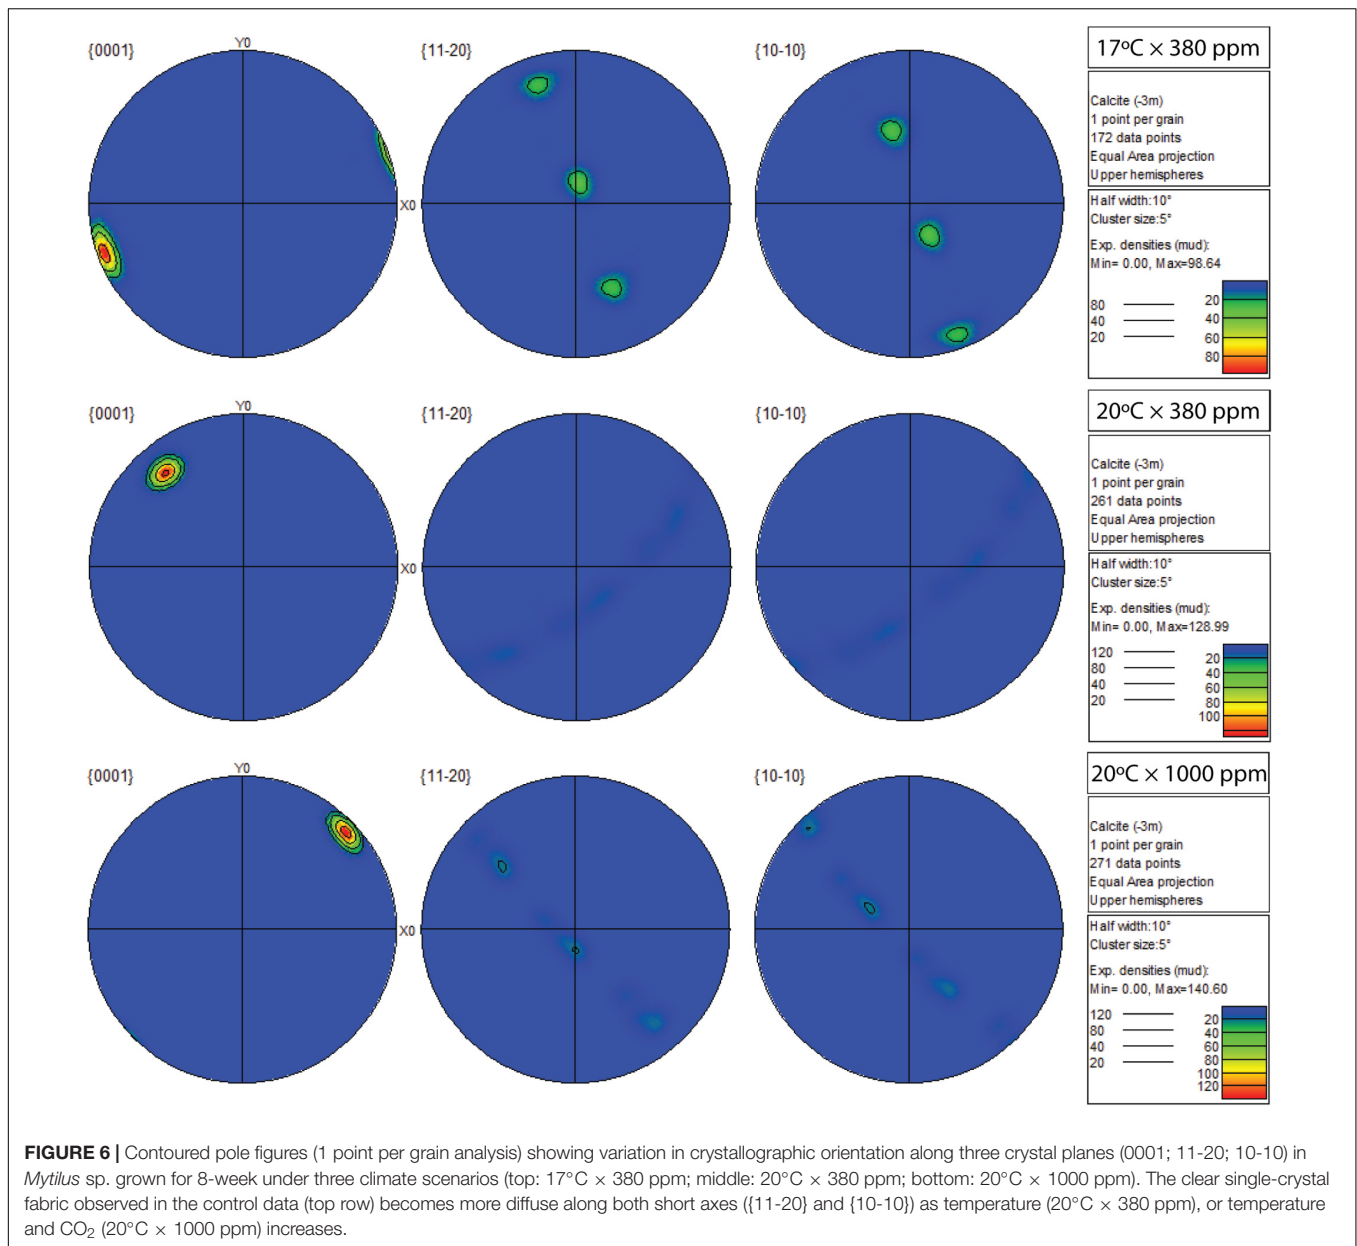 {0001}
Y0
{11-20}
{10-10}
X0
17°C × 380 ppm
Calcite (-3m)
1 point per grain
172 data points
Equal Area projection
Upper hemispheres
Half width:10°
Cluster size:5°
Exp. densities (mud):
Min= 0.00, Max=98.64
80
40
20
20
40
60
80
{0001}
Y0
{11-20}
{10-10}
X0
20°C × 380 ppm
Calcite (-3m)
1 point per grain
261 data points
Equal Area projection
Upper hemispheres
Half width:10°
Cluster size:5°
Exp. densities (mud):
Min= 0.00, Max=128.99
120
80
40
20
20
40
60
80
100
{0001}
Y0
{11-20}
{10-10}
X0
20°C × 1000 ppm
Calcite (-3m)
1 point per grain
271 data points
Equal Area projection
Upper hemispheres
Half width:10°
Cluster size:5°
Exp. densities (mud):
Min= 0.00, Max=140.60
120
80
40
20
20
40
60
80
100
120
FIGURE 6 | Contoured pole figures (1 point per grain analysis) showing variation in crystallographic orientation along three crystal planes (0001; 11-20; 10-10) in
Mytilus sp. grown for 8-week under three climate scenarios (top: 17°C × 380 ppm; middle: 20°C × 380 ppm; bottom: 20°C × 1000 ppm). The clear single-crystal
fabric observed in the control data (top row) becomes more diffuse along both short axes ({11-20} and {10-10}) as temperature (20°C × 380 ppm), or temperature
and CO₂ (20°C × 1000 ppm) increases.